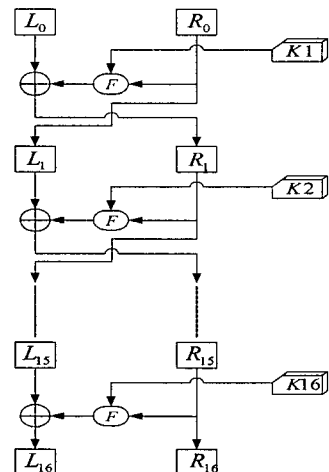 L₀ R₀
K1
F
L₁ R₁
K2
F
L₁₅ R₁₅
K16
F
L₁₆ R₁₆